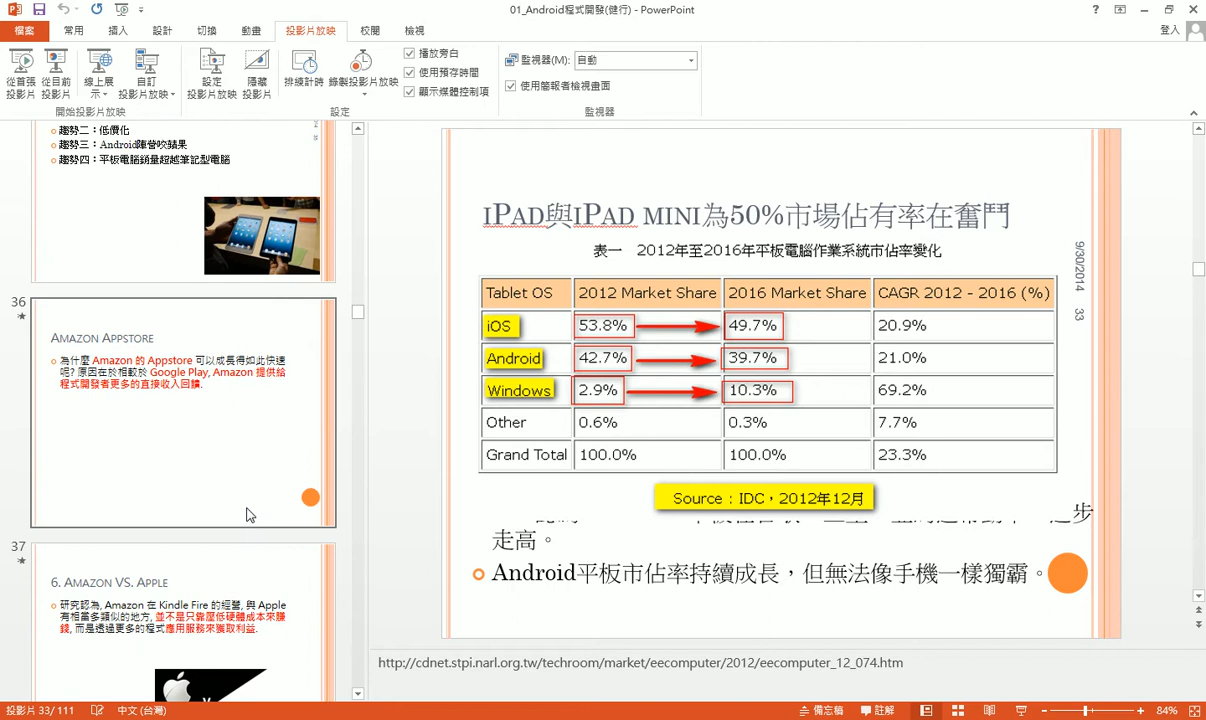 01_Android程式開發(健行) - PowerPoint
登入
檔案
常用
插入
設計
切換
動畫
投影片放映
校閱
檢視
從首張
投影片
從目前
投影片
線上展
示
自訂
投影片放映
設定
投影片放映
隱藏
投影片
排練計時
錄製投影片放映
播放旁白
使用預存時間
顯示媒體控制項
監視器(M):
自動
使用簡報者檢視畫面
開始投影片放映
設定
監視器
趨勢二：低價化
趨勢三：Android陣營咬蘋果
趨勢四：平板電腦銷量超越筆記型電腦
36
AMAZON APPSTORE
為什麼 Amazon 的 Appstore 可以成長得如此快速
呢? 原因在於相較於 Google Play, Amazon 提供給
程式開發者更多的直接收入回饋.
37
6. AMAZON VS. APPLE
研究認為, Amazon 在 Kindle Fire 的經營, 與 Apple
有相當多類似的地方, 並不是只靠壓低硬體成本來賺
錢, 而是透過更多的程式應用服務來獲取利益.
IPAD與IPAD MINI為50%市場佔有率在奮鬥
表一 2012年至2016年平板電腦作業系統市佔率變化
9/30/2014
33
Tablet OS 2012 Market Share 2016 Market Share CAGR 2012 - 2016 (%)
iOS 53.8% 49.7% 20.9%
Android 42.7% 39.7% 21.0%
Windows 2.9% 10.3% 69.2%
Other 0.6% 0.3% 7.7%
Grand Total 100.0% 100.0% 23.3%
Source：IDC，2012年12月
步
走高。
Android平板市佔率持續成長，但無法像手機一樣獨霸。
http://cdnet.stpi.narl.org.tw/techroom/market/eecomputer/2012/eecomputer_12_074.htm
投影片 33/ 111
中文 (台灣)
備忘稿
註解
84%